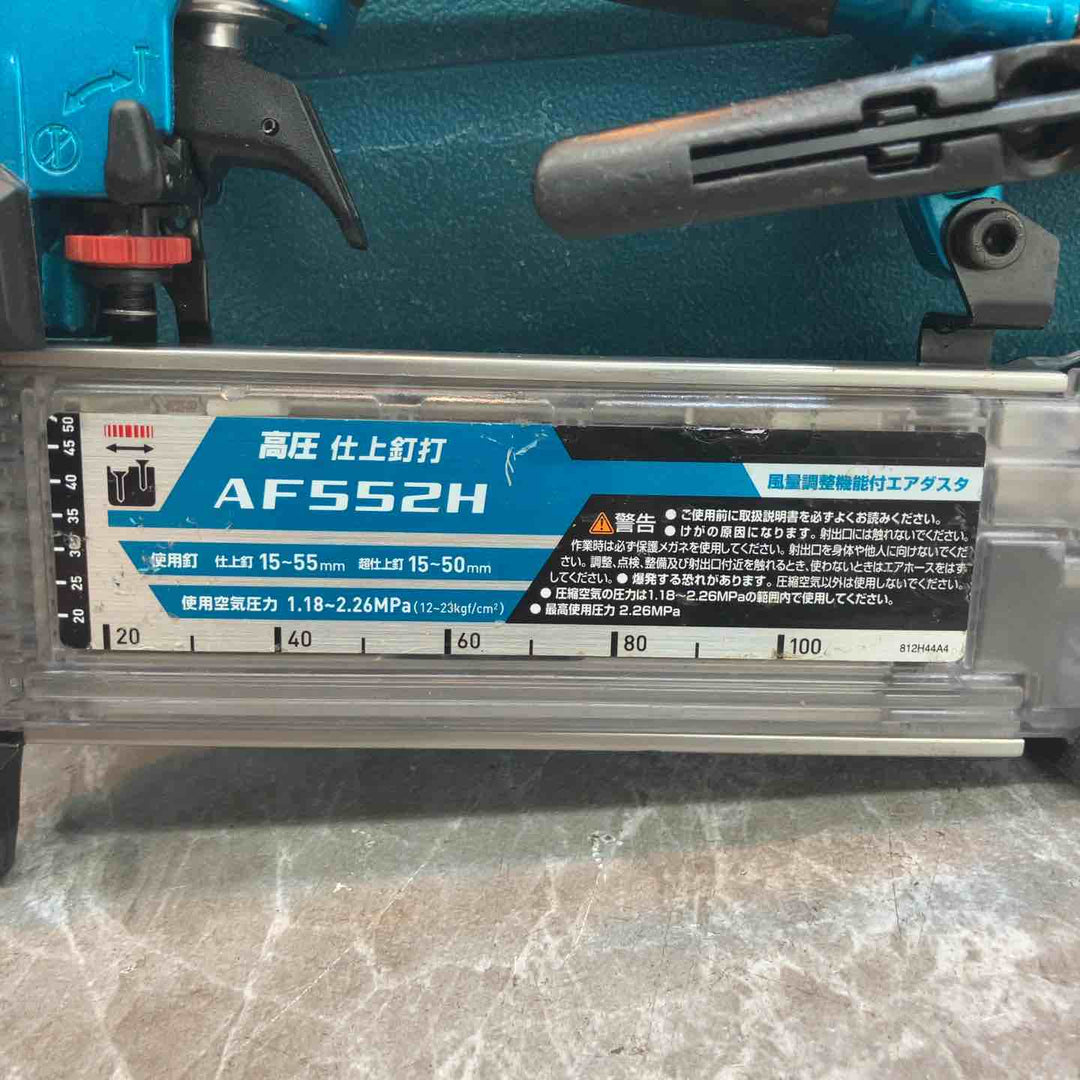 高圧 仕上釘打
AF552H
風量調整機能付エアダスタ
使用釘 仕上釘 15~55mm 超仕上釘 15~50mm
使用空気圧力 1.18~2.26MPa(12~23kgf/cm²)
警告 ● ご使用前に取扱説明書を必ずよくお読みください。
● けがの原因になります。射出口には触れないでください。
作業時は必ず保護メガネを使用してください。射出口を身体や他人に向けないでくだ
さい。調整、点検、整備及び射出口付近を触れるとき、使わないときはエアホースをはず
してください。● 爆発する恐れがあります。圧縮空気以外は使用しないでください。
● 圧縮空気の圧力は1.18~2.26MPaの範囲内で使用してください。
● 最高使用圧力 2.26MPa
20 40 60 80 100
812H44A4
50
45
40
35
30
25
20